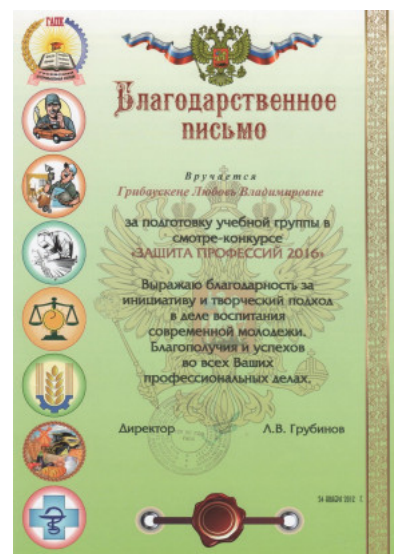 ГАПК
Благодарственное
письмо
Вручается
Грибаускене Любовь Владимировне
за подготовку учебной группы в
смотре-конкурсе
«ЗАЩИТА ПРОФЕССИЙ 2016»
Выражаю благодарность за
инициативу и творческий подход
в деле воспитания
современной молодежи.
Благополучия и успехов
во всех Ваших
профессиональных делах.
Директор Л.В. Грубинов